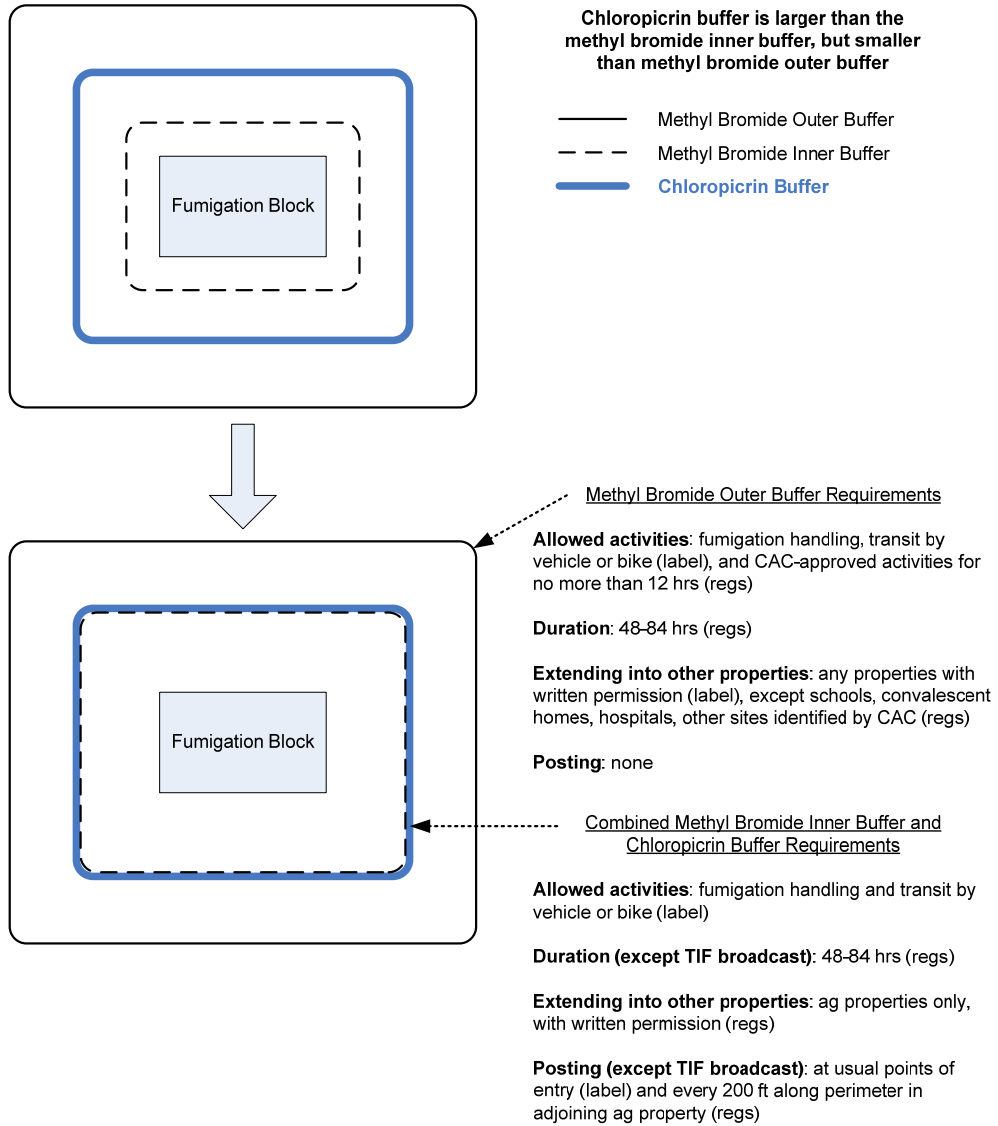 Chloropicrin buffer is larger than the
methyl bromide inner buffer, but smaller
than methyl bromide outer buffer
Methyl Bromide Outer Buffer
Methyl Bromide Inner Buffer
Chloropicrin Buffer
Fumigation Block
Methyl Bromide Outer Buffer Requirements
Allowed activities: fumigation handling, transit by
vehicle or bike (label), and CAC-approved activities for
no more than 12 hrs (regs)
Duration: 48-84 hrs (regs)
Extending into other properties: any properties with
written permission (label), except schools, convalescent
homes, hospitals, other sites identified by CAC (regs)
Posting: none
Fumigation Block
Combined Methyl Bromide Inner Buffer and
Chloropicrin Buffer Requirements
Allowed activities: fumigation handling and transit by
vehicle or bike (label)
Duration (except TIF broadcast): 48-84 hrs (regs)
Extending into other properties: ag properties only,
with written permission (regs)
Posting (except TIF broadcast): at usual points of
entry (label) and every 200 ft along perimeter in
adjoining ag property (regs)